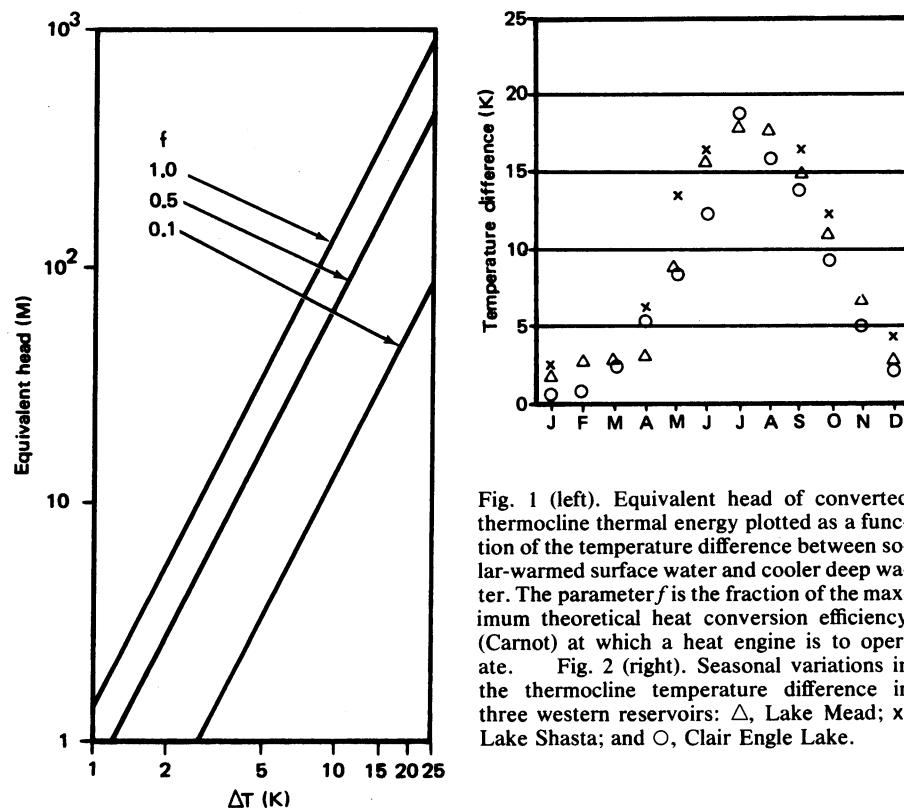 10³
10²
10
1
Equivalent head (M)
f
1.0
0.5
0.1
1 2 5 10 15 20 25
ΔT (K)
25
20
15
10
5
0
Temperature difference (K)
J F M A M J J A S O N D
Fig. 1 (left). Equivalent head of converted
thermocline thermal energy plotted as a func-
tion of the temperature difference between so-
lar-warmed surface water and cooler deep wa-
ter. The parameter f is the fraction of the max-
imum theoretical heat conversion efficiency
(Carnot) at which a heat engine is to oper-
ate. Fig. 2 (right). Seasonal variations in
the thermocline temperature difference in
three western reservoirs: △, Lake Mead; x
Lake Shasta; and ○, Clair Engle Lake.